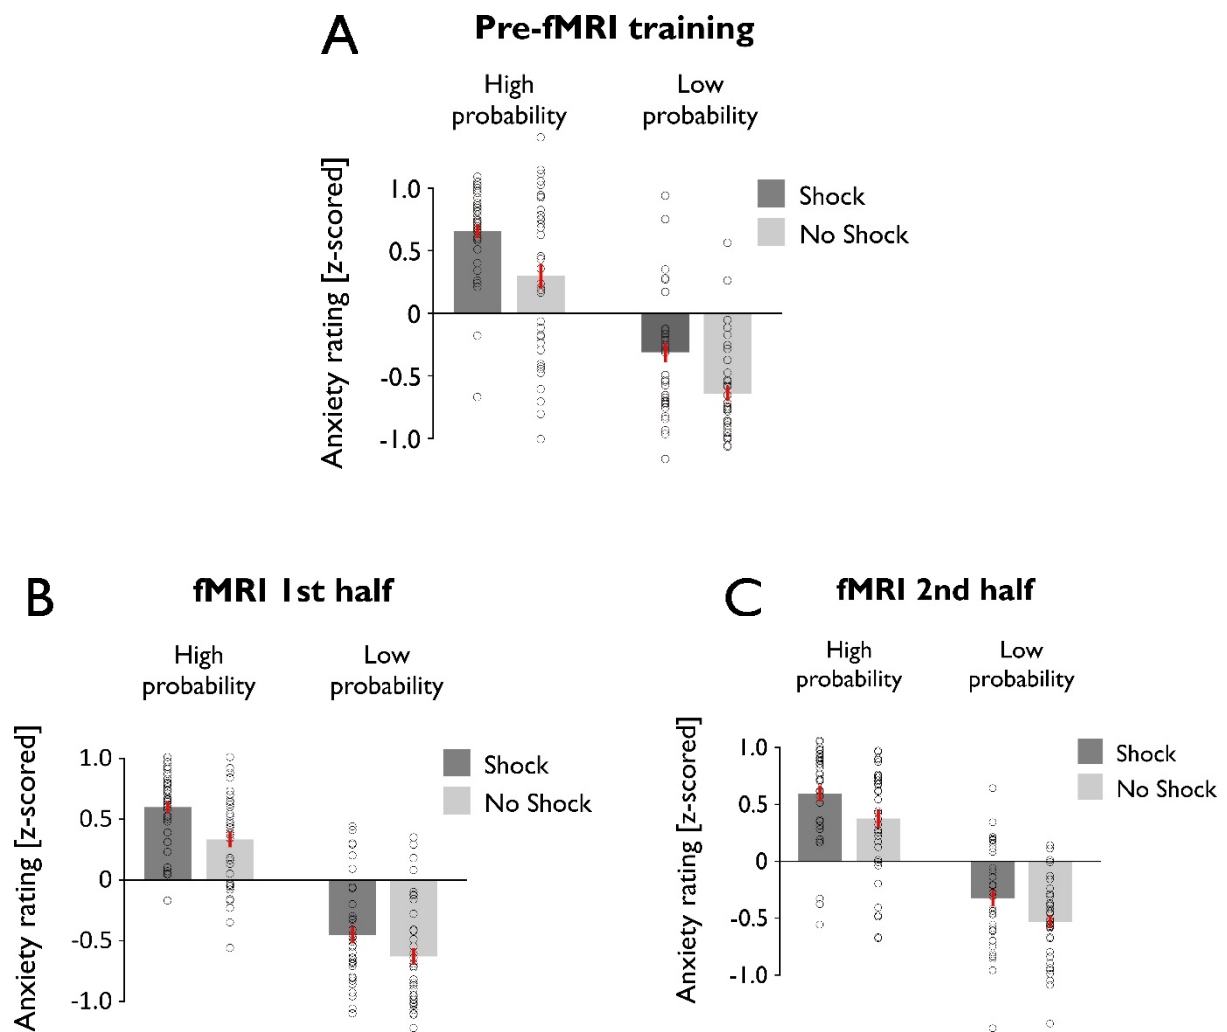 A
Pre-fMRI training
High
probability
Low
probability
Anxiety rating [z-scored]
1.0
0.5
0
-0.5
-1.0
Shock
No Shock
B
fMRI 1st half
High
probability
Low
probability
Anxiety rating [z-scored]
1.0
0.5
0
-0.5
-1.0
Shock
No Shock
C
fMRI 2nd half
High
probability
Low
probability
Anxiety rating [z-scored]
1.0
0.5
0
-0.5
-1.0
Shock
No Shock